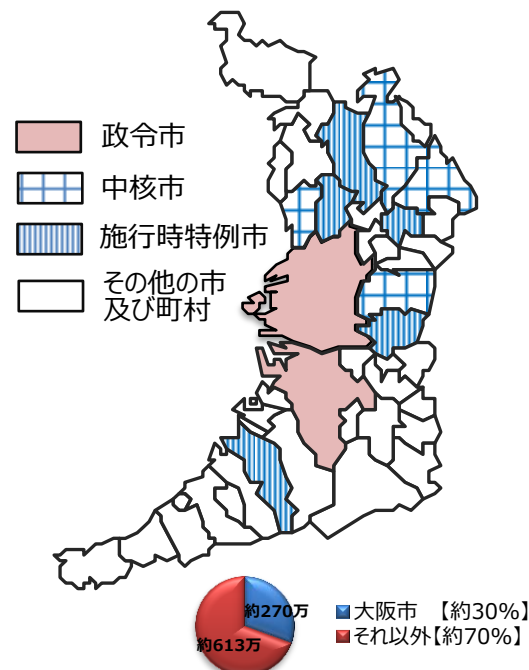 政令市
中核市
施行時特例市
その他の市
及び町村
約270万
約613万
大阪市 【約30%】
それ以外【約70%】